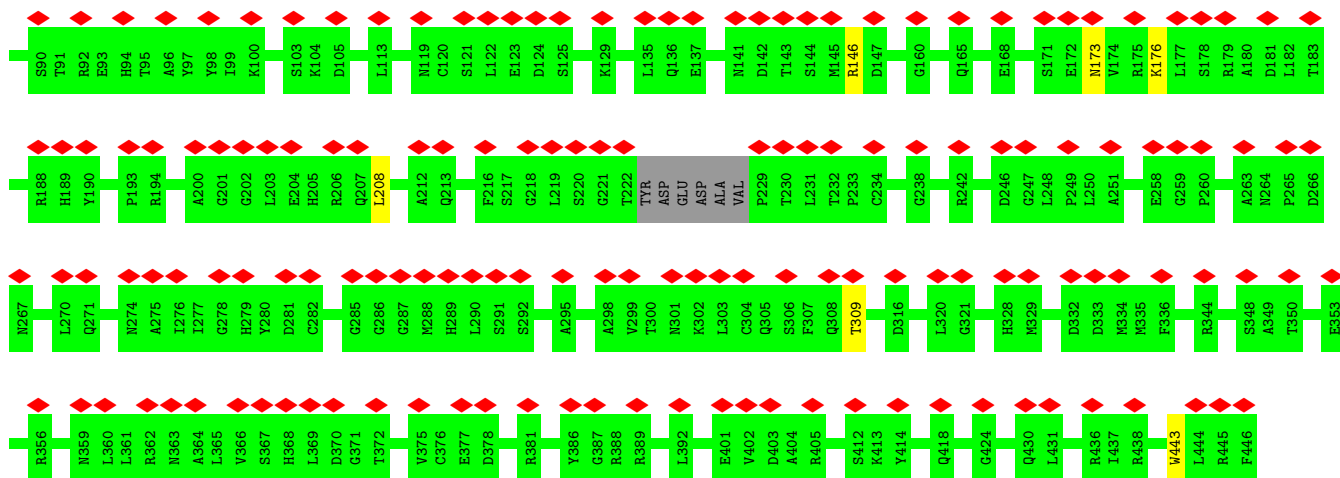 S90 T91 R92 E93 H94 T95 A96 Y97 Y98 I99 K100 S103 K104 D105 L113 N119 C120 S121 L122 E123 D124 S125 K129 L135 Q136 E137 N141 D142 T143 S144 M145 R146 D147 G160 Q165 E168 S171 E172 N173 V174 R175 K176 L177 S178 R179 A180 D181 L182 T183
R188 H189 Y190 P193 R194 A200 G201 G202 L203 E204 H205 R206 Q207 L208 A212 Q213 F216 S217 G218 L219 S220 G221 T222 TYR ASP GLU ASP ALA VAL P229 T230 L231 T232 P233 C234 G238 R242 D246 G247 L248 P249 L250 A251 E258 G259 P260 A263 N264 P265 D266
N267 L270 Q271 N274 A275 I276 I277 G278 H279 Y280 D281 C282 G285 G286 G287 M288 H289 L290 S291 S292 A295 A298 V299 T300 N301 K302 L303 C304 Q305 S306 F307 Q308 T309 D316 L320 G321 H328 M329 D332 D333 M334 M335 F336 R344 S348 A349 T350 E353
R356 N359 L360 L361 R362 N363 A364 L365 V366 S367 H368 L369 D370 G371 T372 V375 C376 E377 D378 R381 Y386 G387 R388 R389 L392 E401 V402 D403 A404 R405 S412 K413 Y414 Q418 G424 Q430 L431 R436 I437 R438 W443 L444 R445 F446